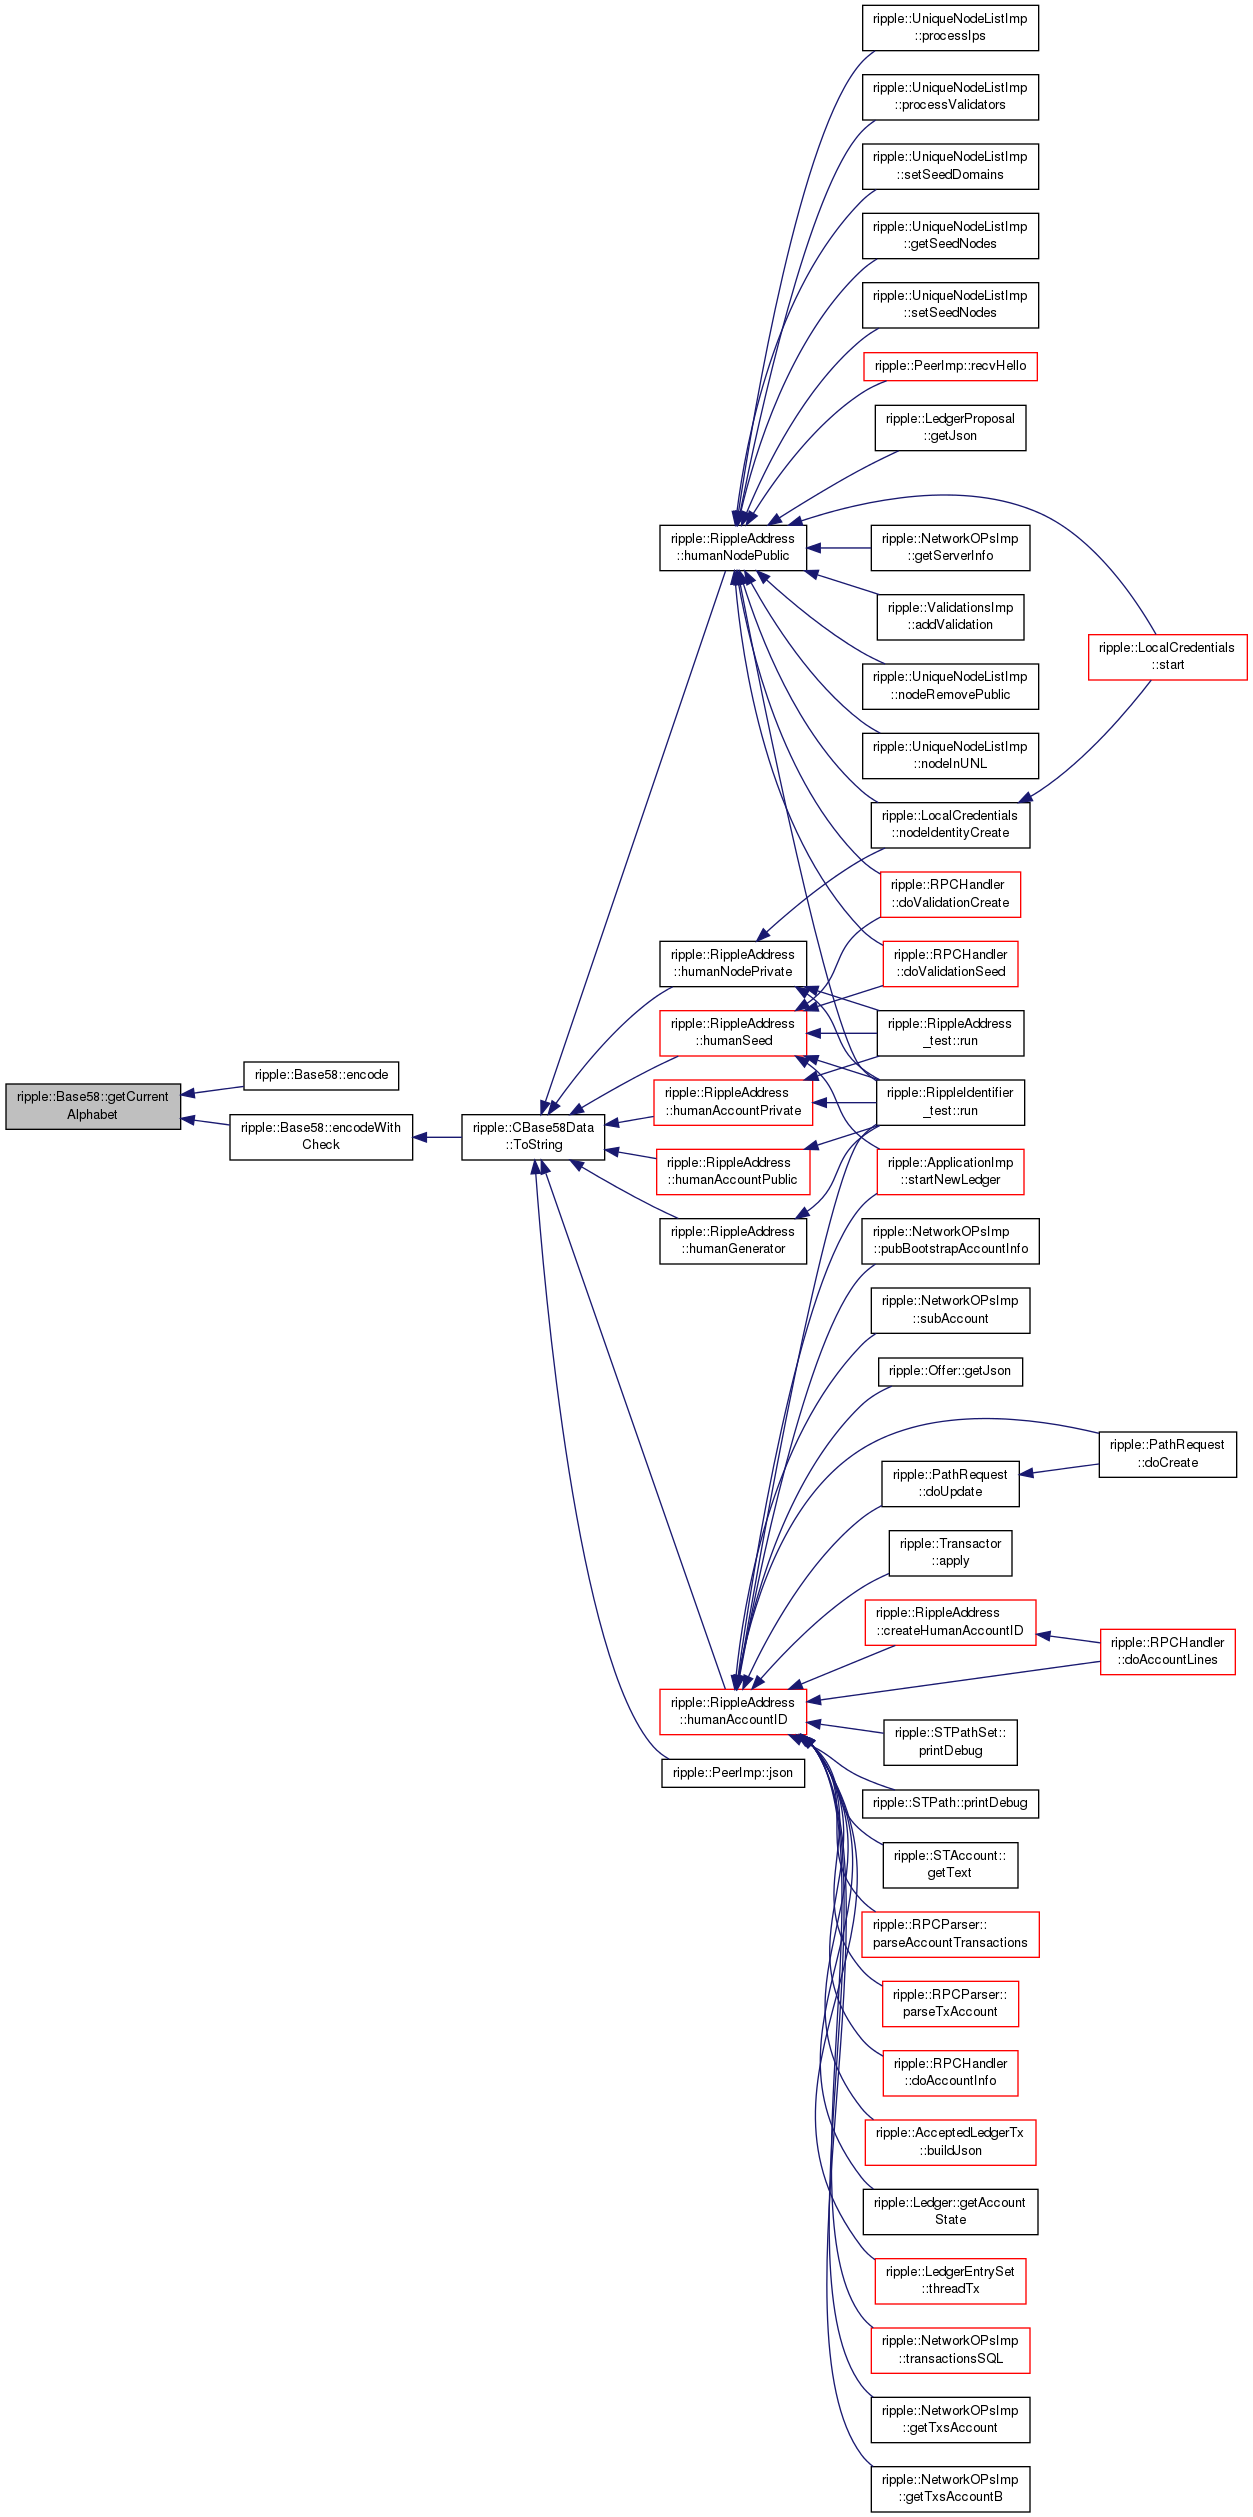 ripple::UniqueNodeListImp
::processIps
ripple::UniqueNodeListImp
::processValidators
ripple::UniqueNodeListImp
::setSeedDomains
ripple::UniqueNodeListImp
::getSeedNodes
ripple::UniqueNodeListImp
::setSeedNodes
ripple::PeerImp::recvHello
ripple::LedgerProposal
::getJson
ripple::RippleAddress
::humanNodePublic
ripple::NetworkOPsImp
::getServerInfo
ripple::ValidationsImp
::addValidation
ripple::LocalCredentials
::start
ripple::UniqueNodeListImp
::nodeRemovePublic
ripple::UniqueNodeListImp
::nodeInUNL
ripple::LocalCredentials
::nodeIdentityCreate
ripple::RPCHandler
::doValidationCreate
ripple::RippleAddress
::humanNodePrivate
ripple::RPCHandler
::doValidationSeed
ripple::RippleAddress
::humanSeed
ripple::RippleAddress
_test::run
ripple::Base58::getCurrent
Alphabet
ripple::Base58::encode
ripple::Base58::encodeWith
Check
ripple::CBase58Data
::ToString
ripple::RippleAddress
::humanAccountPrivate
ripple::RippleIdentifier
_test::run
ripple::RippleAddress
::humanAccountPublic
ripple::ApplicationImp
::startNewLedger
ripple::RippleAddress
::humanGenerator
ripple::NetworkOPsImp
::pubBootstrapAccountInfo
ripple::NetworkOPsImp
::subAccount
ripple::Offer::getJson
ripple::PathRequest
::doCreate
ripple::PathRequest
::doUpdate
ripple::Transactor
::apply
ripple::RippleAddress
::createHumanAccountID
ripple::RPCHandler
::doAccountLines
ripple::RippleAddress
::humanAccountID
ripple::STPathSet::
printDebug
ripple::PeerImp::json
ripple::STPath::printDebug
ripple::STAccount::
getText
ripple::RPCParser::
parseAccountTransactions
ripple::RPCParser::
parseTxAccount
ripple::RPCHandler
::doAccountInfo
ripple::AcceptedLedgerTx
::buildJson
ripple::Ledger::getAccount
State
ripple::LedgerEntrySet
::threadTx
ripple::NetworkOPsImp
::transactionsSQL
ripple::NetworkOPsImp
::getTxsAccount
ripple::NetworkOPsImp
::getTxsAccountB